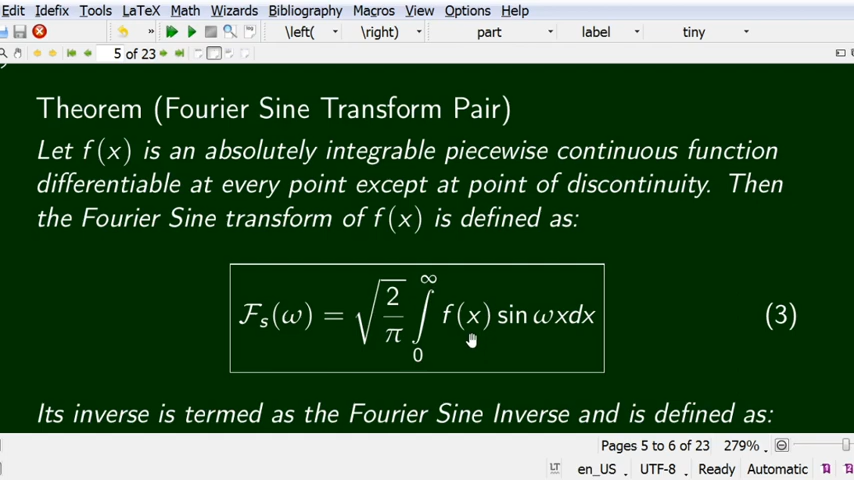 Edit Idefix Tools LaTeX Math Wizards Bibliography Macros View Options Help
» \left( \right) part label tiny
5 of 23
Theorem (Fourier Sine Transform Pair)
Let f(x) is an absolutely integrable piecewise continuous function
differentiable at every point except at point of discontinuity. Then
the Fourier Sine transform of f(x) is defined as:
ℱₛ(ω) = √(2/π) ∫₀^∞ f(x) sin ωxdx (3)
Its inverse is termed as the Fourier Sine Inverse and is defined as:
Pages 5 to 6 of 23 279%
LT en_US UTF-8 Ready Automatic